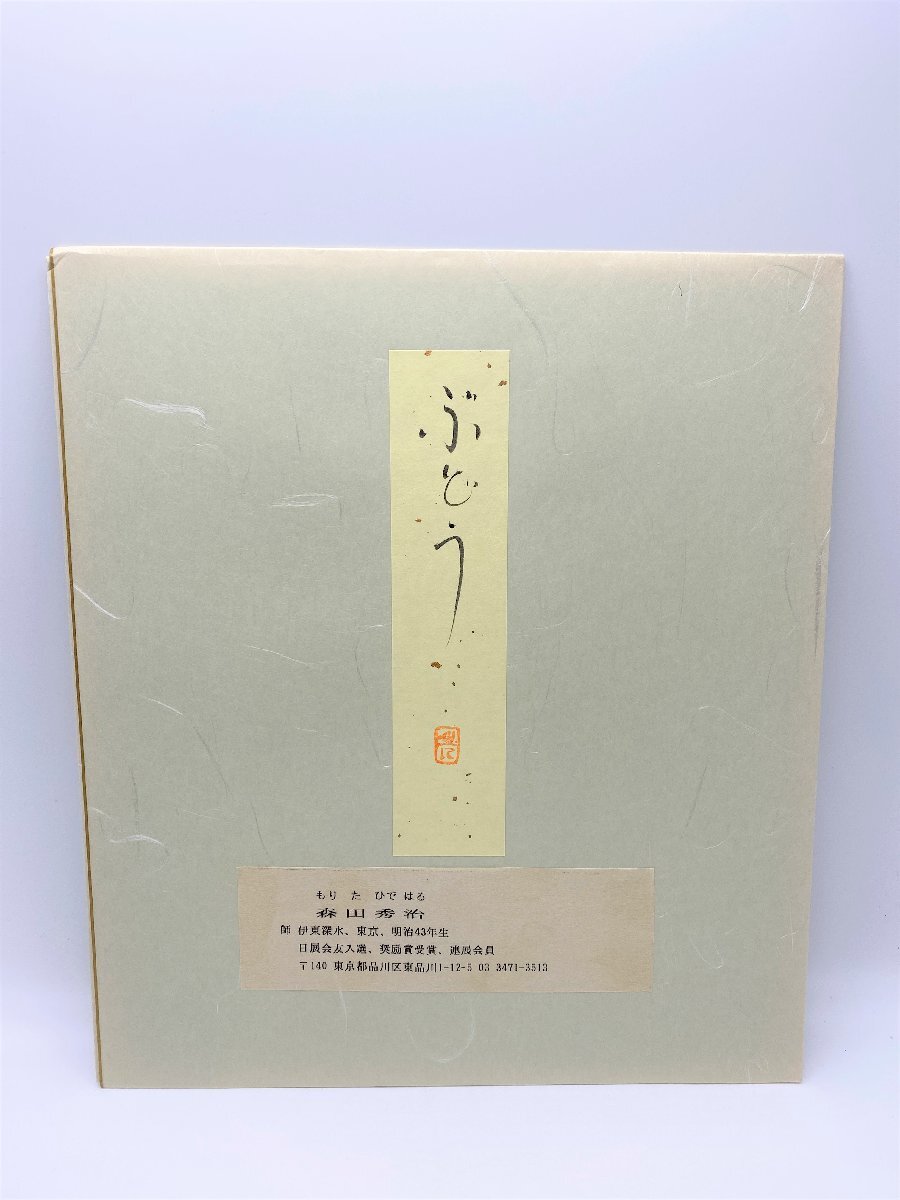 ぶどう
もり た ひで はる
森田秀治
師 伊東深水、東京、明治43年生
日展会友入選、奨励賞受賞、連展会員
〒140 東京都品川区東品川1-12-5 03 3471-3513